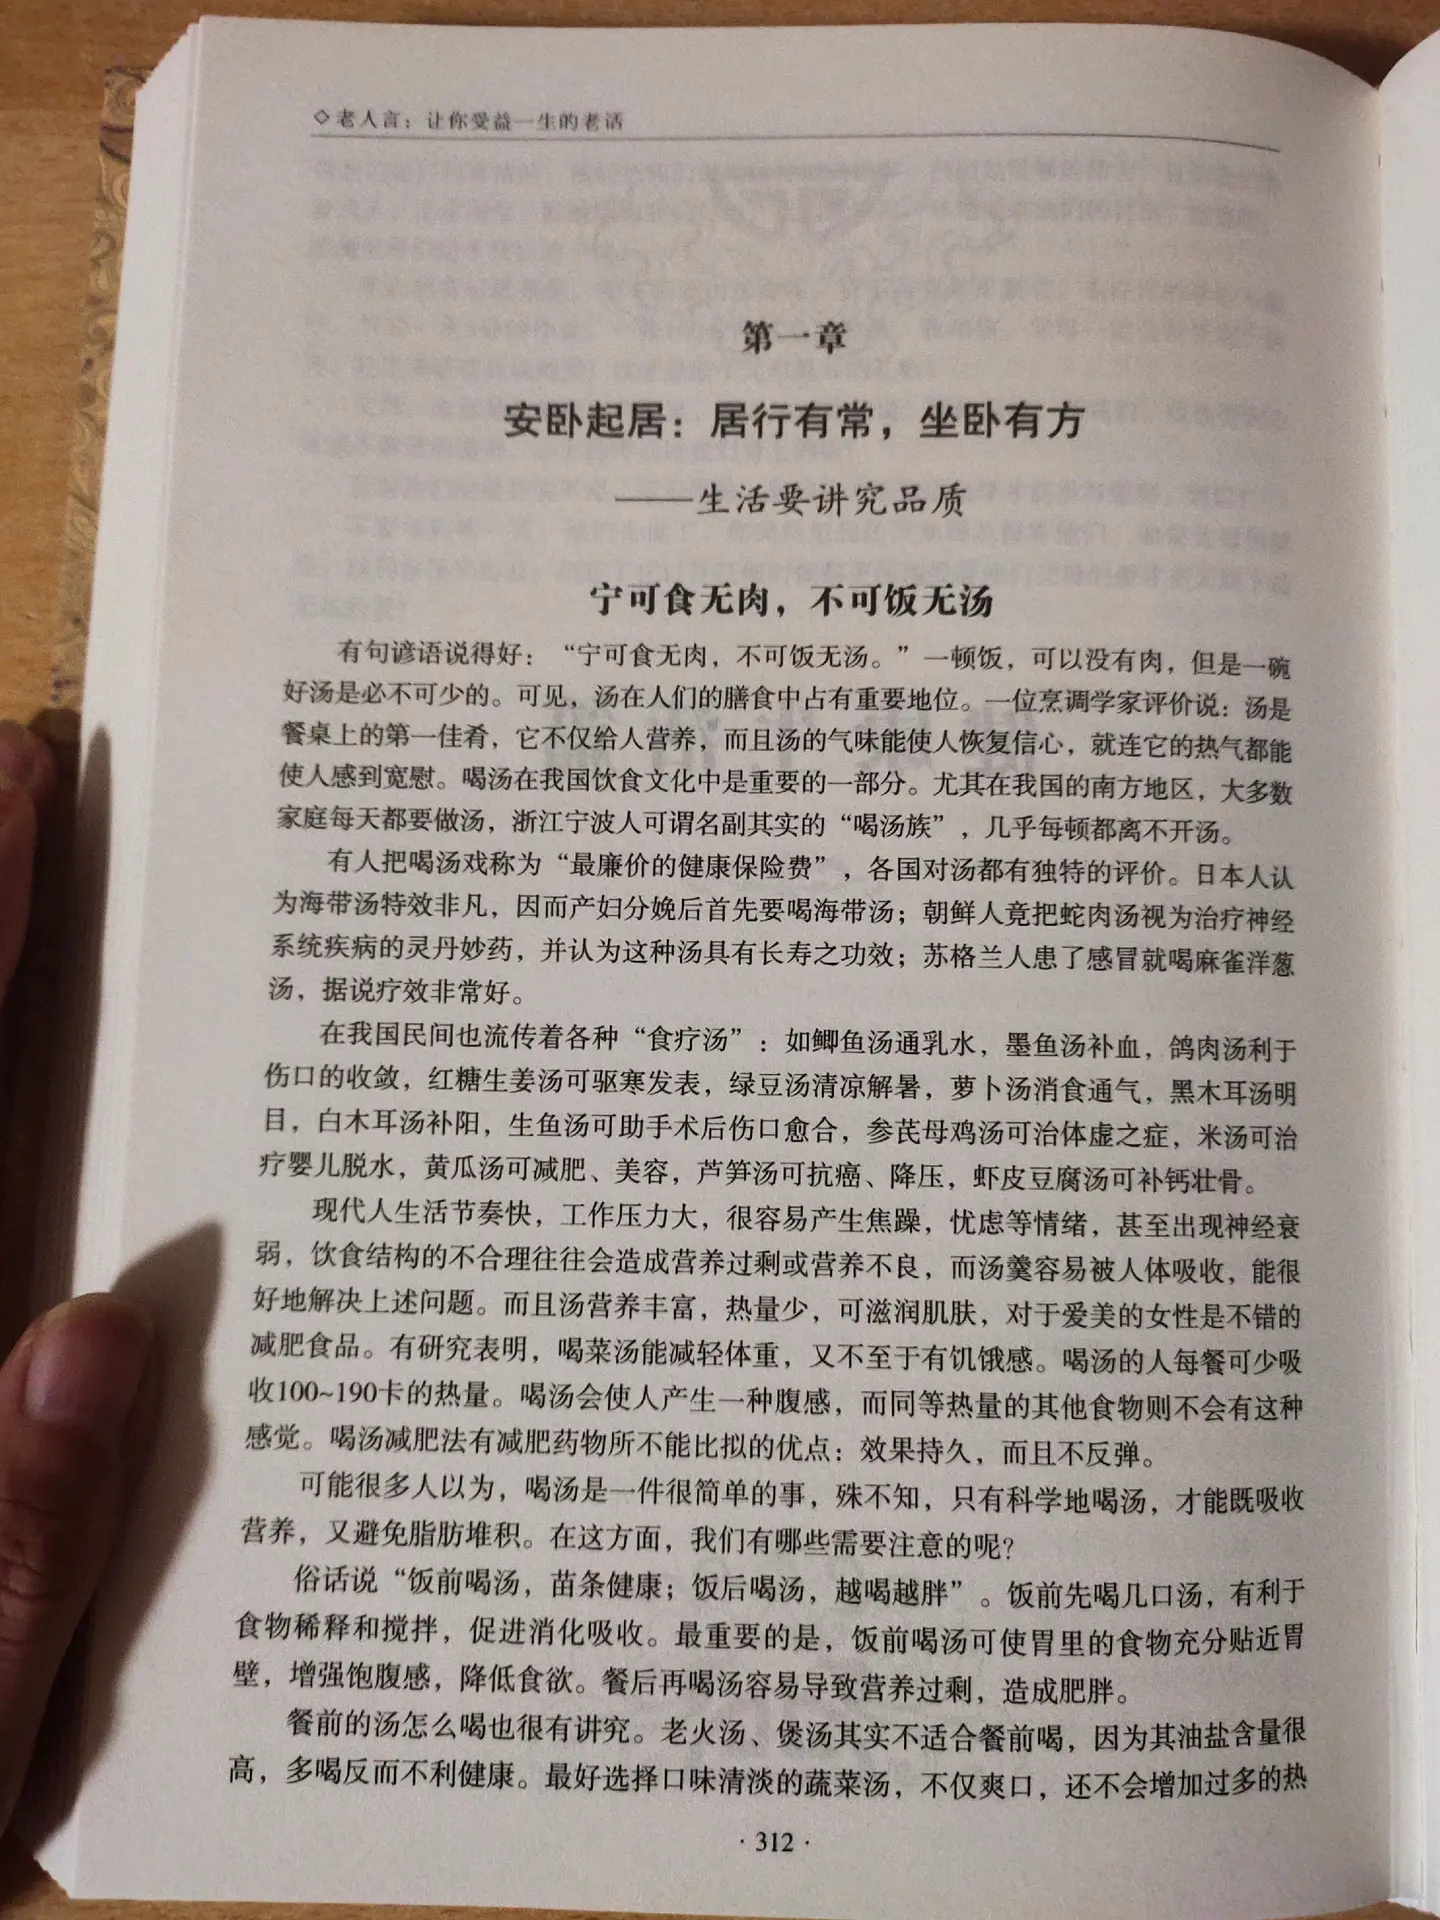 ◇老人言：让你受益一生的老话
第一章
安卧起居：居行有常，坐卧有方
——生活要讲究品质
宁可食无肉，不可饭无汤
有句谚语说得好：“宁可食无肉，不可饭无汤。”一顿饭，可以没有肉，但是一碗
好汤是必不可少的。可见，汤在人们的膳食中占有重要地位。一位烹调学家评价说：汤是
餐桌上的第一佳肴，它不仅给人营养，而且汤的气味能使人恢复信心，就连它的热气都能
使人感到宽慰。喝汤在我国饮食文化中是重要的一部分。尤其在我国的南方地区，大多数
家庭每天都要做汤，浙江宁波人可谓名副其实的“喝汤族”，几乎每顿都离不开汤。
有人把喝汤戏称为“最廉价的健康保险费”，各国对汤都有独特的评价。日本人认
为海带汤特效非凡，因而产妇分娩后首先要喝海带汤；朝鲜人竟把蛇肉汤视为治疗神经
系统疾病的灵丹妙药，并认为这种汤具有长寿之功效；苏格兰人患了感冒就喝麻雀洋葱
汤，据说疗效非常好。
在我国民间也流传着各种“食疗汤”：如鲫鱼汤通乳水，墨鱼汤补血，鸽肉汤利于
伤口的收敛，红糖生姜汤可驱寒发表，绿豆汤清凉解暑，萝卜汤消食通气，黑木耳汤明
目，白木耳汤补阳，生鱼汤可助手术后伤口愈合，参芪母鸡汤可治体虚之症，米汤可治
疗婴儿脱水，黄瓜汤可减肥、美容，芦笋汤可抗癌、降压，虾皮豆腐汤可补钙壮骨。
现代人生活节奏快，工作压力大，很容易产生焦躁，忧虑等情绪，甚至出现神经衰
弱，饮食结构的不合理往往会造成营养过剩或营养不良，而汤羹容易被人体吸收，能很
好地解决上述问题。而且汤营养丰富，热量少，可滋润肌肤，对于爱美的女性是不错的
减肥食品。有研究表明，喝菜汤能减轻体重，又不至于有饥饿感。喝汤的人每餐可少吸
收100~190卡的热量。喝汤会使人产生一种腹感，而同等热量的其他食物则不会有这种
感觉。喝汤减肥法有减肥药物所不能比拟的优点：效果持久，而且不反弹。
可能很多人以为，喝汤是一件很简单的事，殊不知，只有科学地喝汤，才能既吸收
营养，又避免脂肪堆积。在这方面，我们有哪些需要注意的呢？
俗话说“饭前喝汤，苗条健康；饭后喝汤，越喝越胖”。饭前先喝几口汤，有利于
食物稀释和搅拌，促进消化吸收。最重要的是，饭前喝汤可使胃里的食物充分贴近胃
壁，增强饱腹感，降低食欲。餐后再喝汤容易导致营养过剩，造成肥胖。
餐前的汤怎么喝也很有讲究。老火汤、煲汤其实不适合餐前喝，因为其油盐含量很
高，多喝反而不利健康。最好选择口味清淡的蔬菜汤，不仅爽口，还不会增加过多的热
· 312 ·